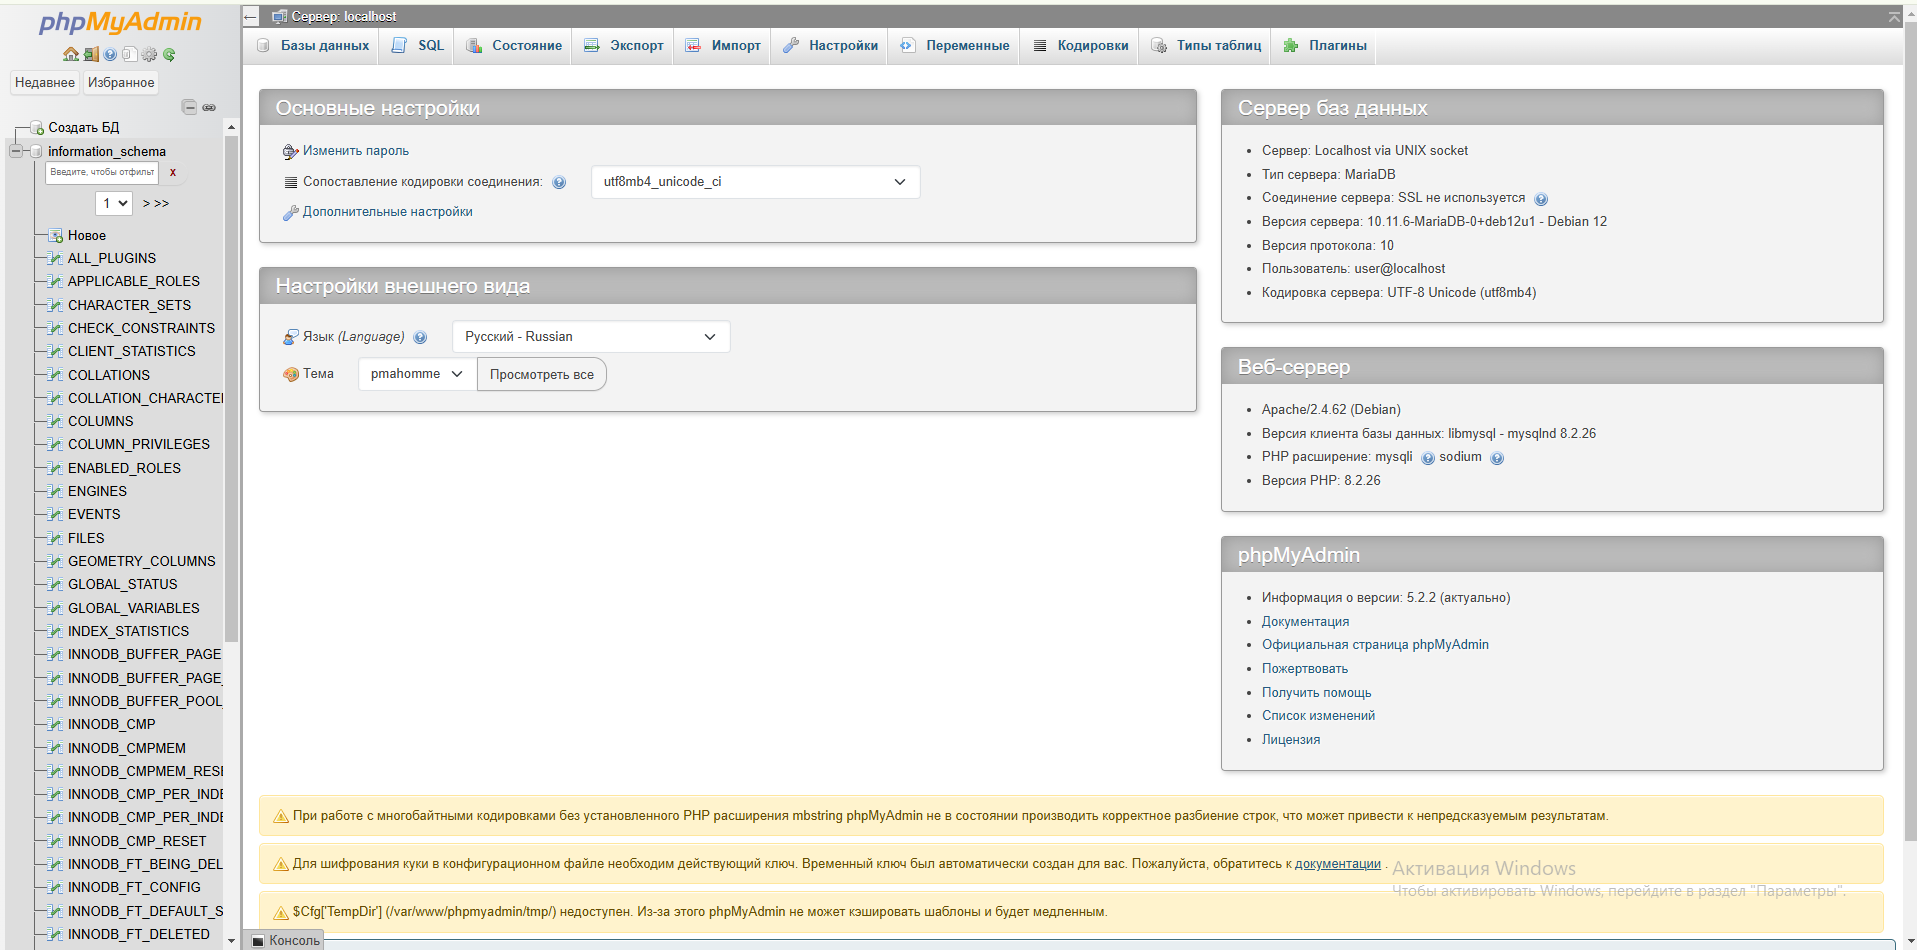 phpMyAdmin
Недавнее Избранное
Создать БД
information_schema
Введите, чтобы отфильт X
1 > >>
Новое
ALL_PLUGINS
APPLICABLE_ROLES
CHARACTER_SETS
CHECK_CONSTRAINTS
CLIENT_STATISTICS
COLLATIONS
COLLATION_CHARACTE
COLUMNS
COLUMN_PRIVILEGES
ENABLED_ROLES
ENGINES
EVENTS
FILES
GEOMETRY_COLUMNS
GLOBAL_STATUS
GLOBAL_VARIABLES
INDEX_STATISTICS
INNODB_BUFFER_PAGE
INNODB_BUFFER_PAGE_
INNODB_BUFFER_POOL_
INNODB_CMP
INNODB_CMPMEM
INNODB_CMPMEM_RESE
INNODB_CMP_PER_INDE
INNODB_CMP_PER_INDE
INNODB_CMP_RESET
INNODB_FT_BEING_DEL
INNODB_FT_CONFIG
INNODB_FT_DEFAULT_S
INNODB_FT_DELETED
Сервер: localhost
Базы данных SQL Состояние Экспорт Импорт Настройки Переменные Кодировки Типы таблиц Плагины
Основные настройки
Изменить пароль
Сопоставление кодировки соединения: utf8mb4_unicode_ci
Дополнительные настройки
Настройки внешнего вида
Язык (Language) Русский - Russian
Тема pmahomme Просмотреть все
Сервер баз данных
• Сервер: Localhost via UNIX socket
• Тип сервера: MariaDB
• Соединение сервера: SSL не используется
• Версия сервера: 10.11.6-MariaDB-0+deb12u1 - Debian 12
• Версия протокола: 10
• Пользователь: user@localhost
• Кодировка сервера: UTF-8 Unicode (utf8mb4)
Веб-сервер
• Apache/2.4.62 (Debian)
• Версия клиента базы данных: libmysql - mysqlnd 8.2.26
• PHP расширение: mysqli sodium
• Версия PHP: 8.2.26
phpMyAdmin
• Информация о версии: 5.2.2 (актуально)
• Документация
• Официальная страница phpMyAdmin
• Пожертвовать
• Получить помощь
• Список изменений
• Лицензия
При работе с многобайтными кодировками без установленного PHP расширения mbstring phpMyAdmin не в состоянии производить корректное разбиение строк, что может привести к непредсказуемым результатам.
Для шифрования куки в конфигурационном файле необходим действующий ключ. Временный ключ был автоматически создан для вас. Пожалуйста, обратитесь к документации .
$Cfg['TempDir'] (/var/www/phpmyadmin/tmp/) недоступен. Из-за этого phpMyAdmin не может кэшировать шаблоны и будет медленным.
Активация Windows
Чтобы активировать Windows, перейдите в раздел "Параметры".
Консоль